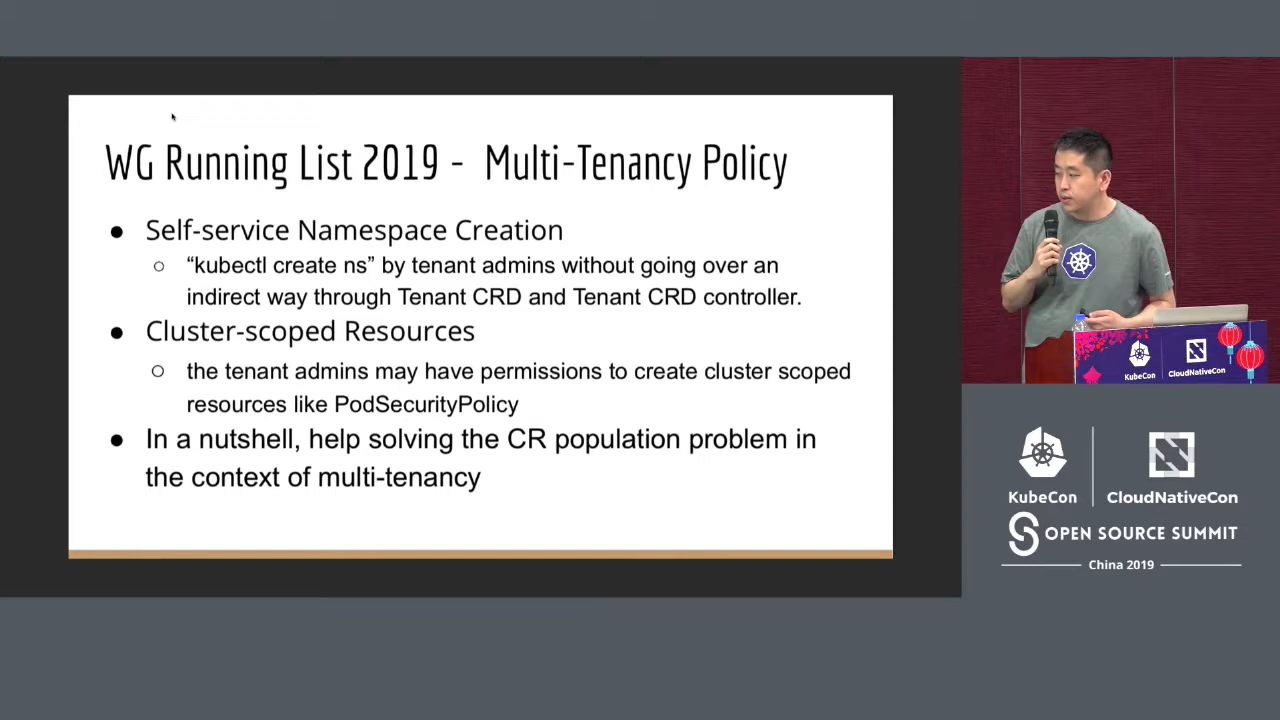 WG Running List 2019 - Multi-Tenancy Policy
● Self-service Namespace Creation
○ “kubectl create ns” by tenant admins without going over an
indirect way through Tenant CRD and Tenant CRD controller.
● Cluster-scoped Resources
○ the tenant admins may have permissions to create cluster scoped
resources like PodSecurityPolicy
● In a nutshell, help solving the CR population problem in
the context of multi-tenancy
KubeCon
CloudNativeCon
KubeCon
CloudNativeCon
OPEN SOURCE SUMMIT
China 2019